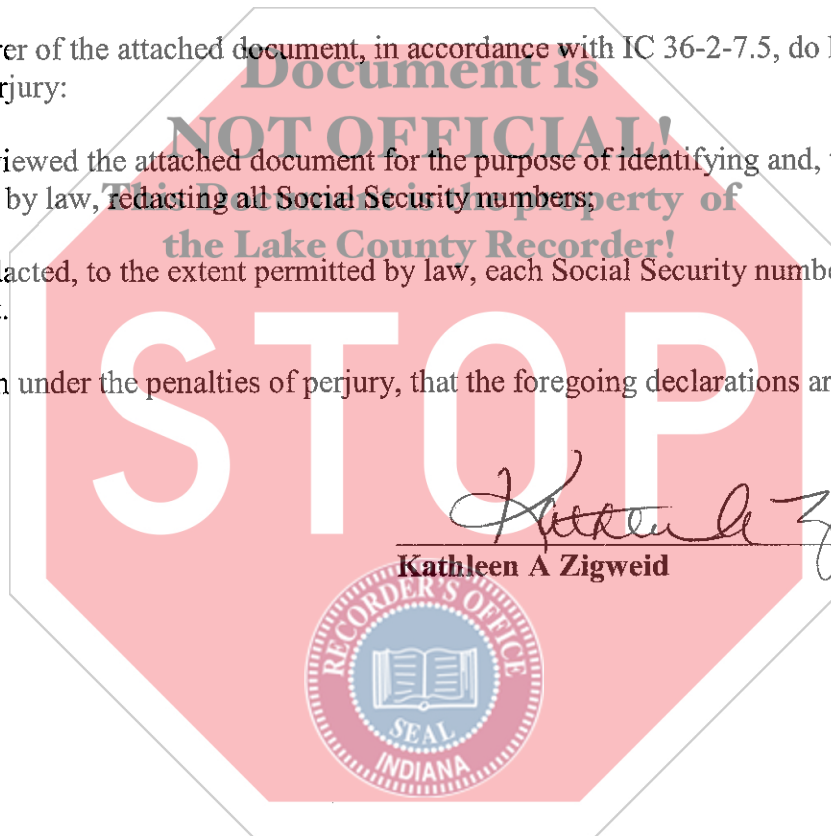 rer of the attached document, in accordance with IC 36-2-7.5, do
Document is
rjury:
NOT OFFICIAL!
viewed the attached document for the purpose of identifying and,
by law, redacting all Social Security numbers;
This Document is the property of
the Lake County Recorder!
dacted, to the extent permitted by law, each Social Security numbe
t.
STOP
n under the penalties of perjury, that the foregoing declarations ar
Kathleen A Z
Kathleen A Zigweid
RECORDER'S OFFICE
SEAL
INDIANA